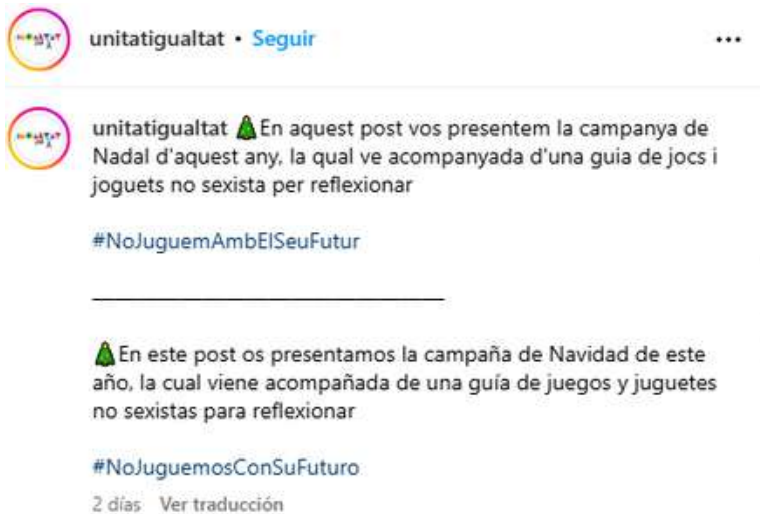 unitatigualtat • Seguir
unitatigualtat 🎄En aquest post vos presentem la campanya de
Nadal d'aquest any, la qual ve acompanyada d'una guia de jocs i
joguets no sexista per reflexionar
#NoJuguemAmbElSeuFutur
🎄En este post os presentamos la campaña de Navidad de este
año, la cual viene acompañada de una guía de juegos y juguetes
no sexistas para reflexionar
#NoJuguemosConSuFuturo
2 días Ver traducción